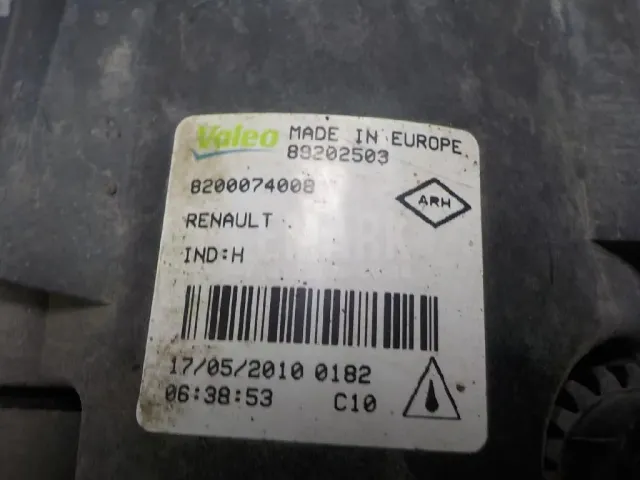 Valeo MADE IN EUROPE
89202503
8200074008
ARH
RENAULT
IND:H
17/05/2010 0182
06:38:53 C10